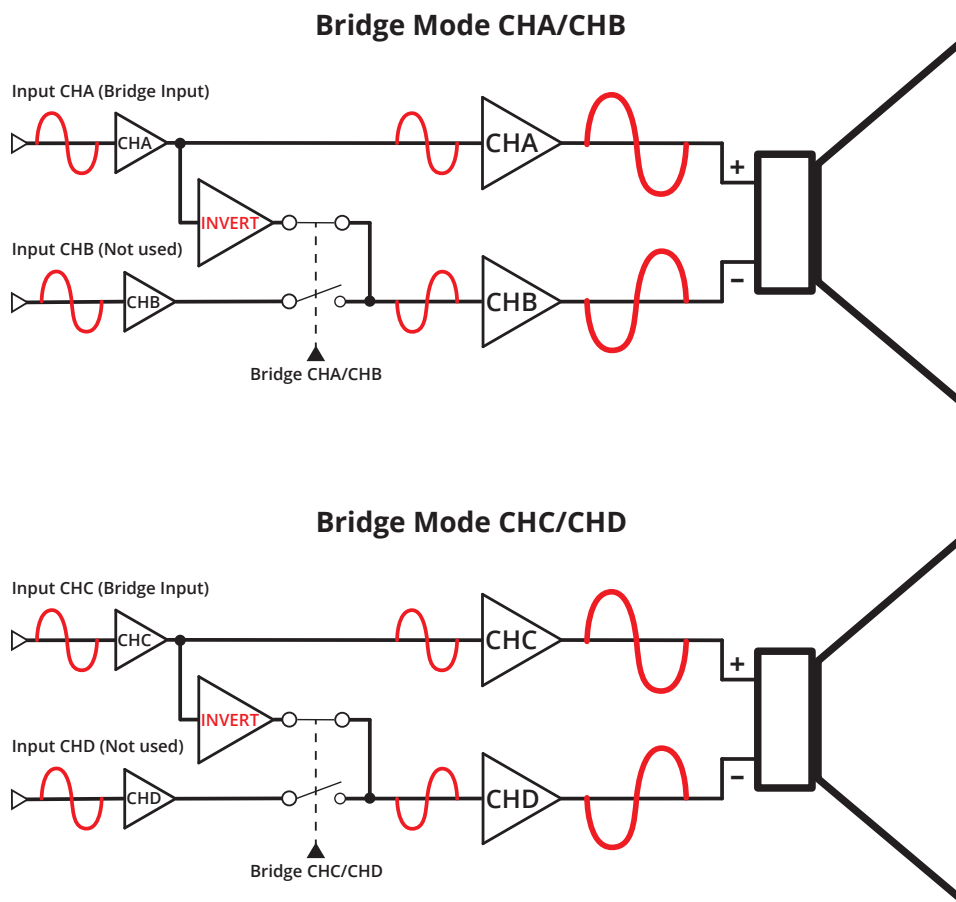 Bridge Mode CHA/CHB
Input CHA (Bridge Input)
CHA
CHA
+
INVERT
Input CHB (Not used)
CHB
CHB
–
Bridge CHA/CHB
Bridge Mode CHC/CHD
Input CHC (Bridge Input)
CHC
CHC
+
INVERT
Input CHD (Not used)
CHD
CHD
–
Bridge CHC/CHD